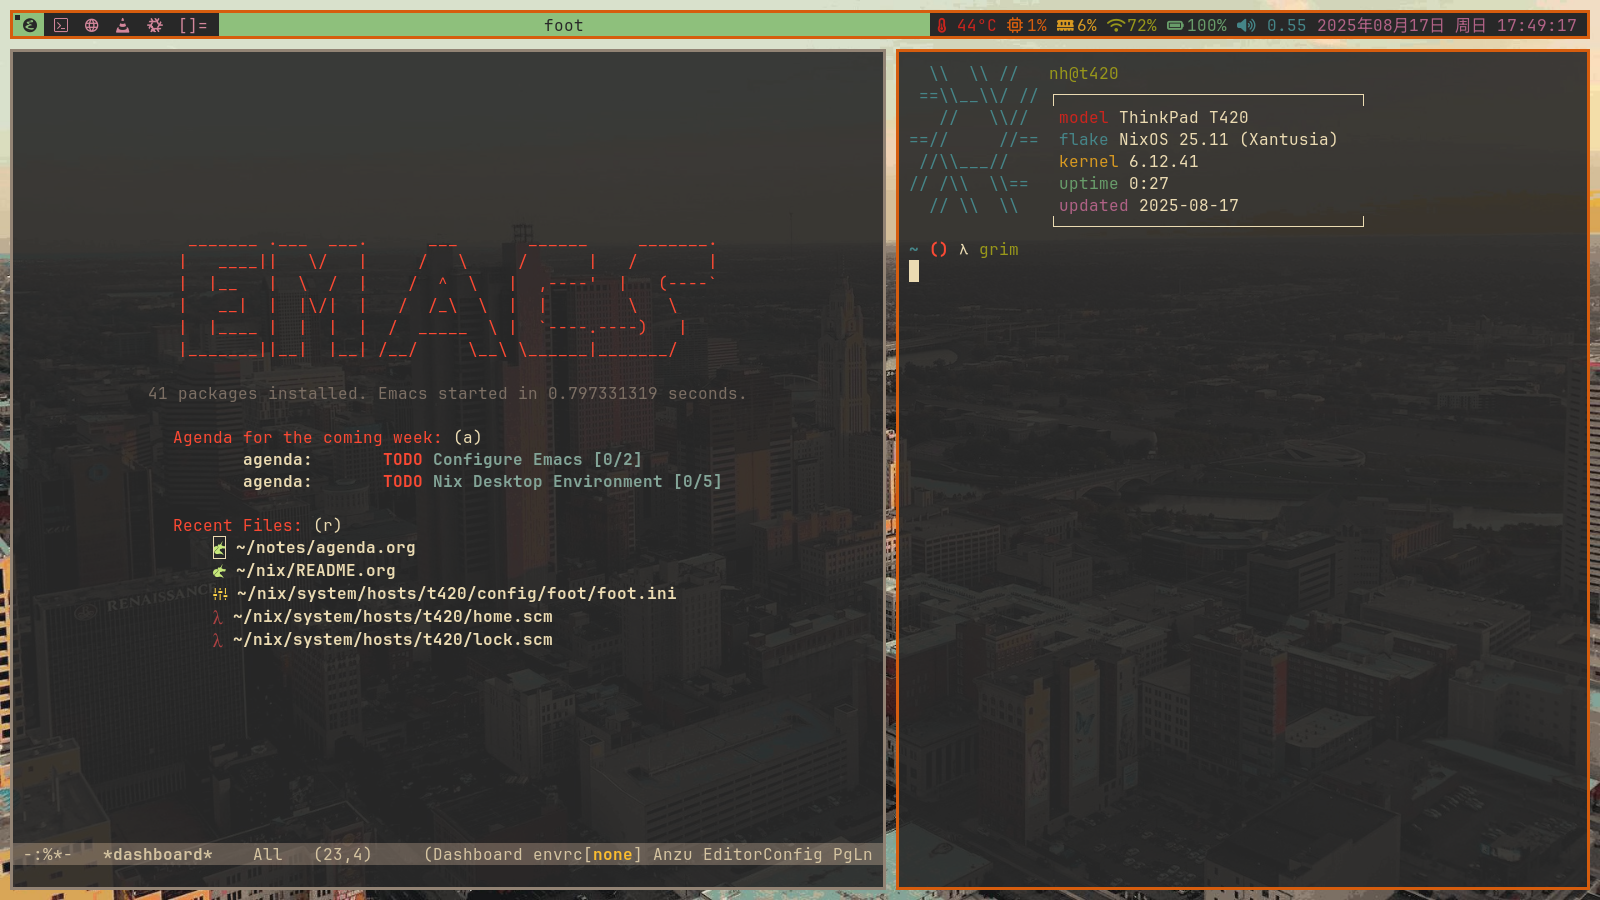 []= foot 44°C 1% 6% 72% 100% 0.55 2025年08月17日 周日 17:49:17
EMACS
41 packages installed. Emacs started in 0.797331319 seconds.
Agenda for the coming week: (a)
agenda: TODO Configure Emacs [0/2]
agenda: TODO Nix Desktop Environment [0/5]
Recent Files: (r)
~/notes/agenda.org
~/nix/README.org
~/nix/system/hosts/t420/config/foot/foot.ini
λ ~/nix/system/hosts/t420/home.scm
λ ~/nix/system/hosts/t420/lock.scm
RENAISSANCE
-:%*- *dashboard* All (23,4) (Dashboard envrc[none] Anzu EditorConfig PgLn
nh@t420
model ThinkPad T420
flake NixOS 25.11 (Xantusia)
kernel 6.12.41
uptime 0:27
updated 2025-08-17
~ () λ grim